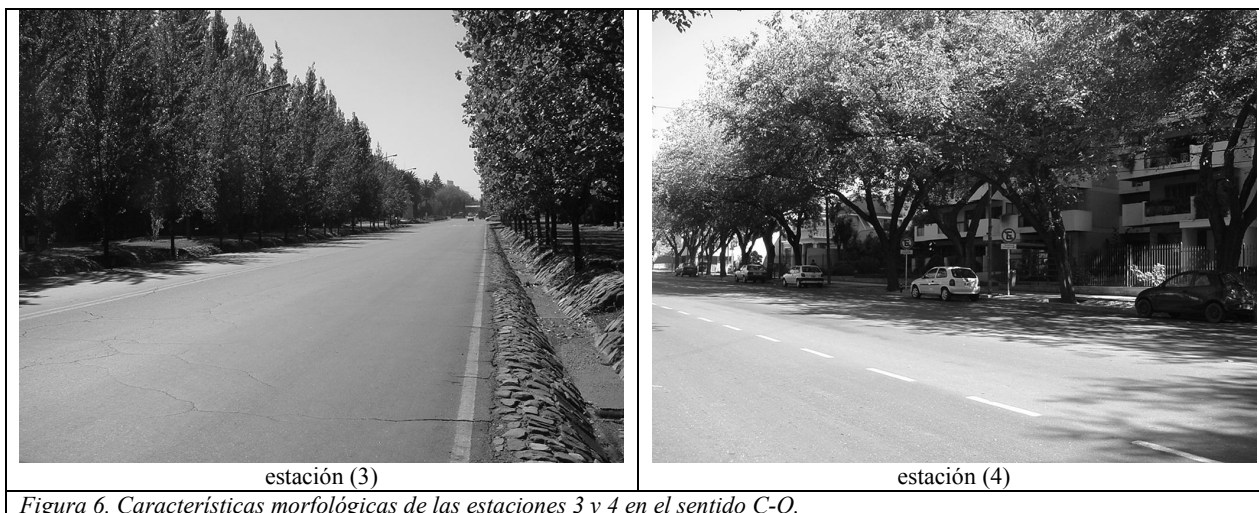 estación (3)
estación (4)
Figura 6. Características morfológicas de las estaciones 3 y 4 en el sentido C-O.